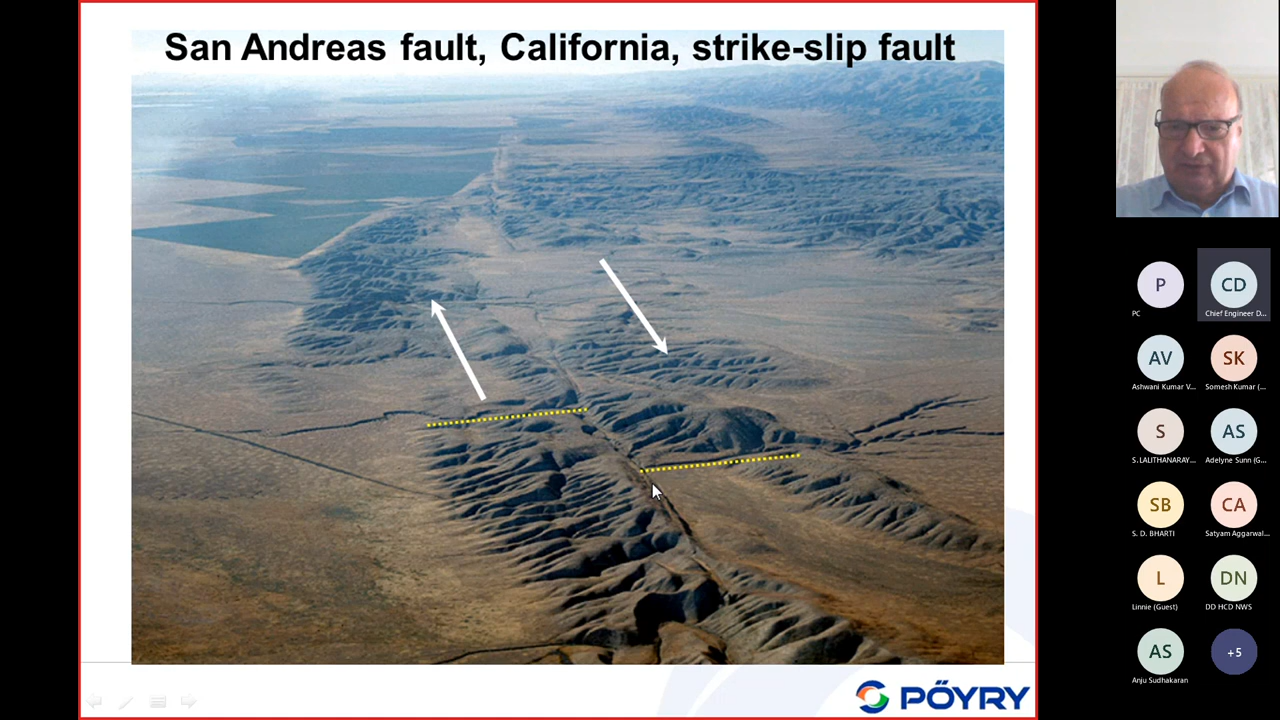 San Andreas fault, California, strike-slip fault
PÖYRY
P
PC
CD
Chief Engineer D...
AV
Ashwani Kumar V...
SK
Somesh Kumar (...
S
S. LALITHANARAY...
AS
Adelyne Sunn (G...
SB
S. D. BHARTI
CA
Satyam Aggarwal...
L
Linnie (Guest)
DN
DD HCD NWS
AS
Anju Sudhakaran
+5